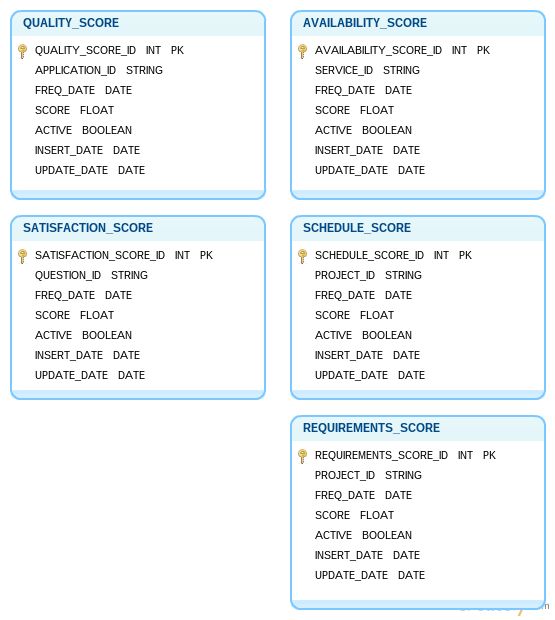 QUALITY_SCORE
QUALITY_SCORE_ID INT PK
APPLICATION_ID STRING
FREQ_DATE DATE
SCORE FLOAT
ACTIVE BOOLEAN
INSERT_DATE DATE
UPDATE_DATE DATE
AVAILABILITY_SCORE
AVAILABILITY_SCORE_ID INT PK
SERVICE_ID STRING
FREQ_DATE DATE
SCORE FLOAT
ACTIVE BOOLEAN
INSERT_DATE DATE
UPDATE_DATE DATE
SATISFACTION_SCORE
SATISFACTION_SCORE_ID INT PK
QUESTION_ID STRING
FREQ_DATE DATE
SCORE FLOAT
ACTIVE BOOLEAN
INSERT_DATE DATE
UPDATE_DATE DATE
SCHEDULE_SCORE
SCHEDULE_SCORE_ID INT PK
PROJECT_ID STRING
FREQ_DATE DATE
SCORE FLOAT
ACTIVE BOOLEAN
INSERT_DATE DATE
UPDATE_DATE DATE
REQUIREMENTS_SCORE
REQUIREMENTS_SCORE_ID INT PK
PROJECT_ID STRING
FREQ_DATE DATE
SCORE FLOAT
ACTIVE BOOLEAN
INSERT_DATE DATE
UPDATE_DATE DATE